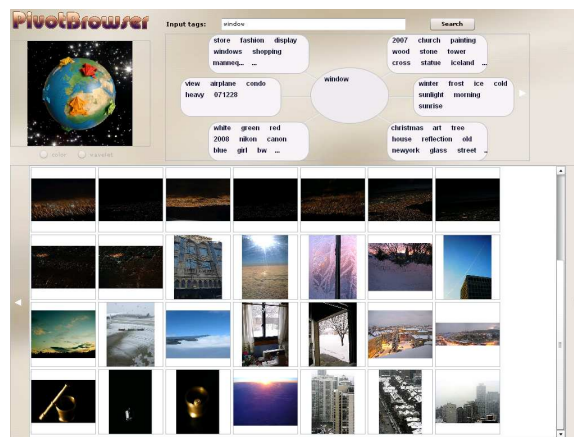 PivotBrowser
Input tags: window Search
store fashion display
windows shopping
manneq... ...
2007 church painting
wood stone tower
cross statue iceland ...
view airplane condo
heavy 071228
window
winter frost ice cold
sunlight morning
sunrise
white green red
2008 nikon canon
blue girl bw ...
christmas art tree
house reflection old
newyork glass street ..
color wavelet